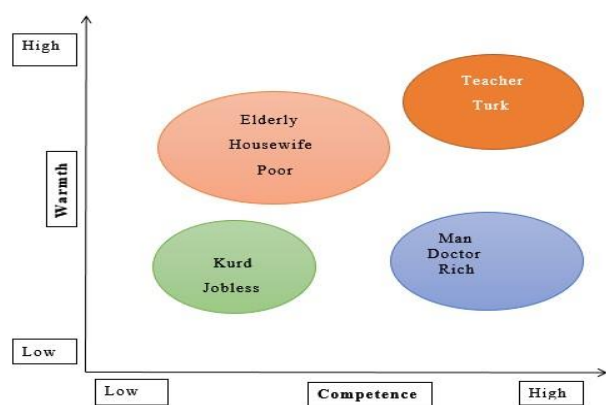 High
Teacher
Turk
Elderly
Housewife
Poor
Warmth
Man
Doctor
Rich
Kurd
Jobless
Low
Low
Competence
High